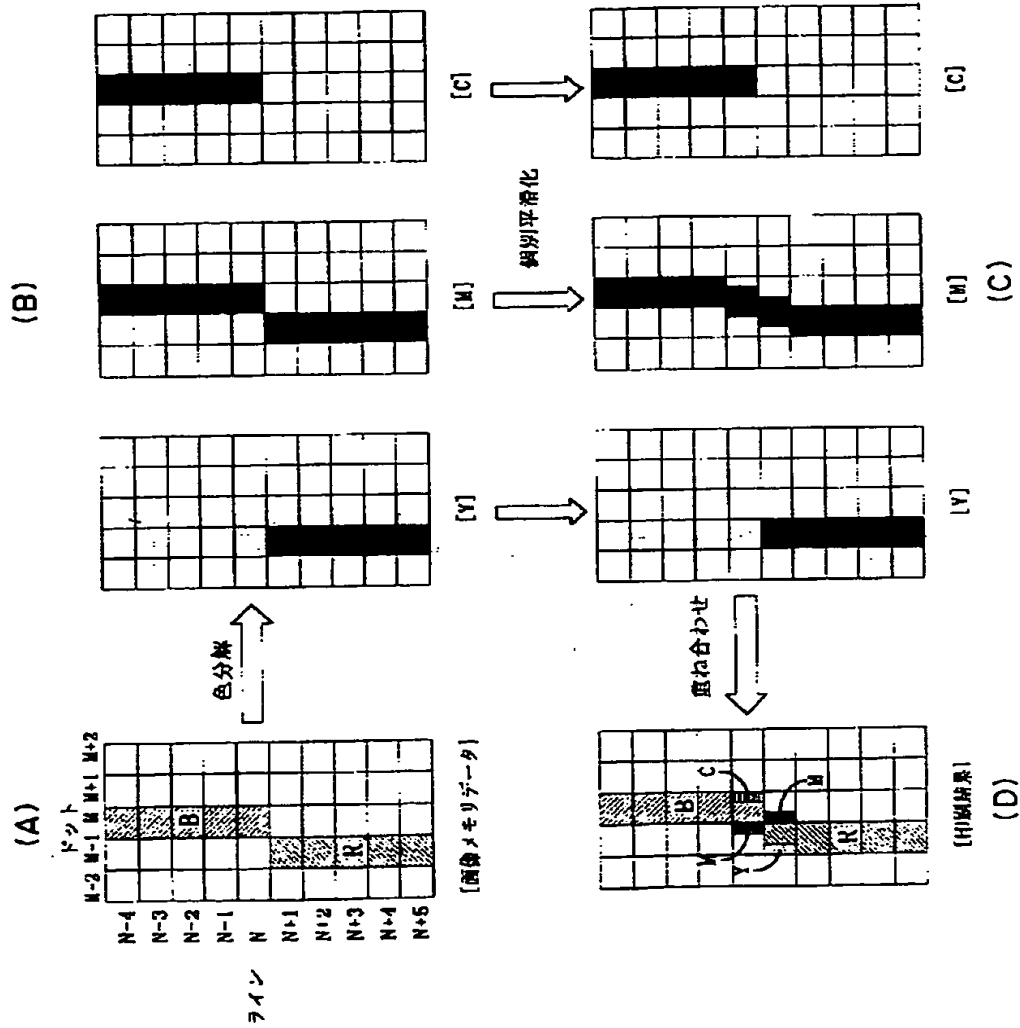 (A)
ドット
M-2 M-1 M M+1 M+2
ライン
N-4
N-3
N-2
N-1
N
N+1
N+2
N+3
N+4
N+5
B
R
[画像メモリデータ]
色分解
(B)
[Y]
[M]
[C]
個別平滑化
(C)
[Y]
[M]
[C]
重ね合わせ
(D)
B
C
M
M
Y
R
[印刷結果]